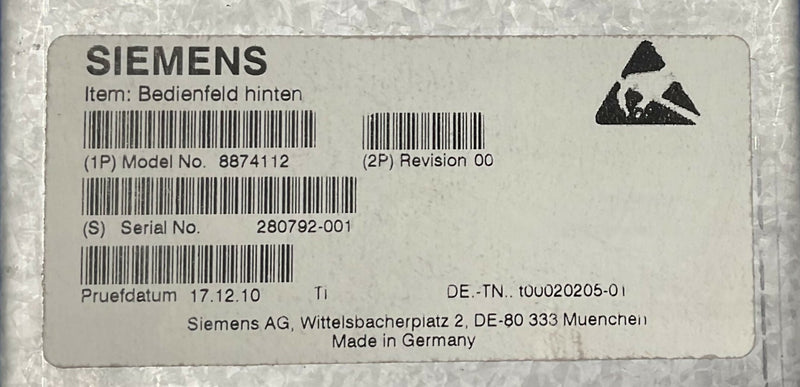 SIEMENS
Item: Bedienfeld hinten
(1P) Model No. 8874112 (2P) Revision 00
(S) Serial No. 280792-001
Pruefdatum 17.12.10 Ti DE.-TN.. t00020205-01
Siemens AG, Wittelsbacherplatz 2, DE-80 333 Muenchen
Made in Germany